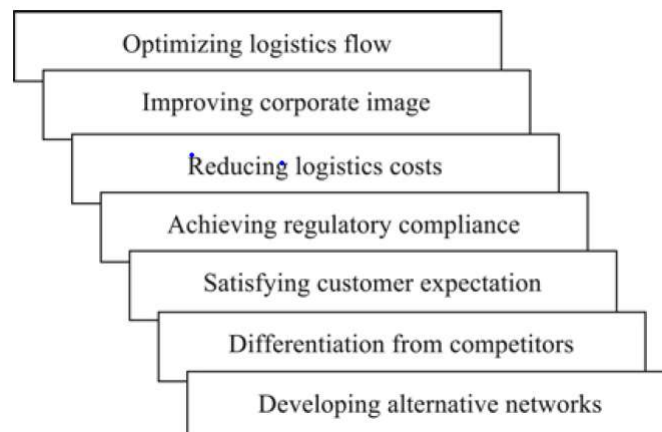 Optimizing logistics flow
Improving corporate image
Reducing logistics costs
Achieving regulatory compliance
Satisfying customer expectation
Differentiation from competitors
Developing alternative networks